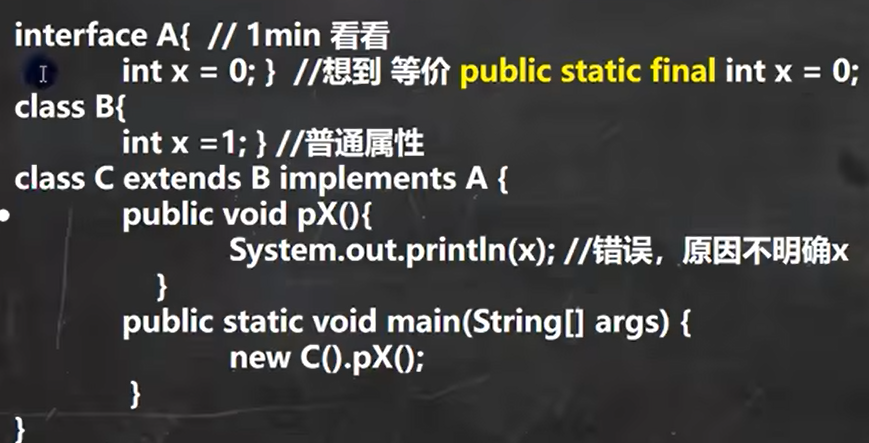 interface A{ // 1min 看看
int x = 0; } //想到 等价 public static final int x = 0;
class B{
int x =1; } //普通属性
class C extends B implements A {
public void pX(){
System.out.println(x); //错误，原因不明确x
}
public static void main(String[] args) {
new C().pX();
}
}